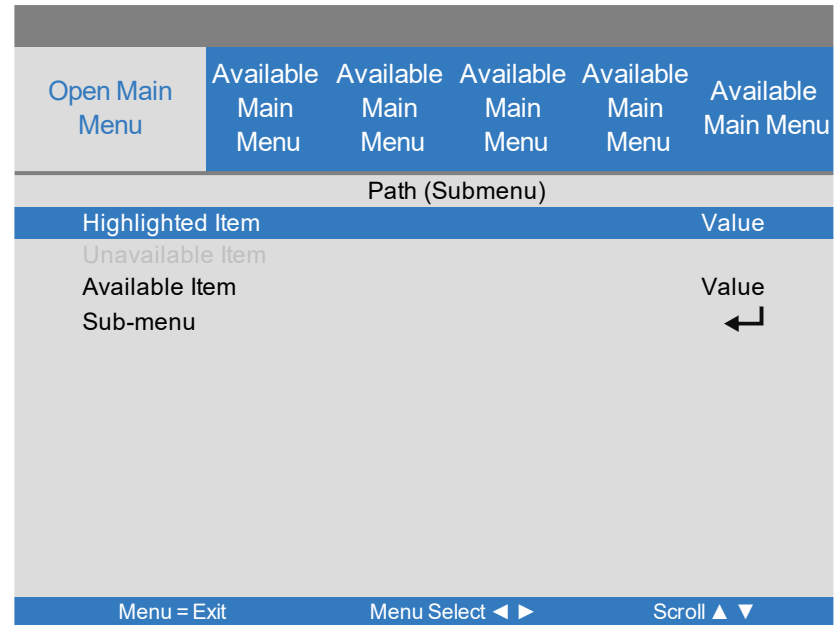 Open Main
Menu
Available
Main
Menu
Available
Main
Menu
Available
Main
Menu
Available
Main
Menu
Available
Main Menu
Path (Submenu)
Highlighted Item Value
Unavailable Item
Available Item Value
Sub-menu
Menu = Exit Menu Select ◄ ► Scroll ▲ ▼